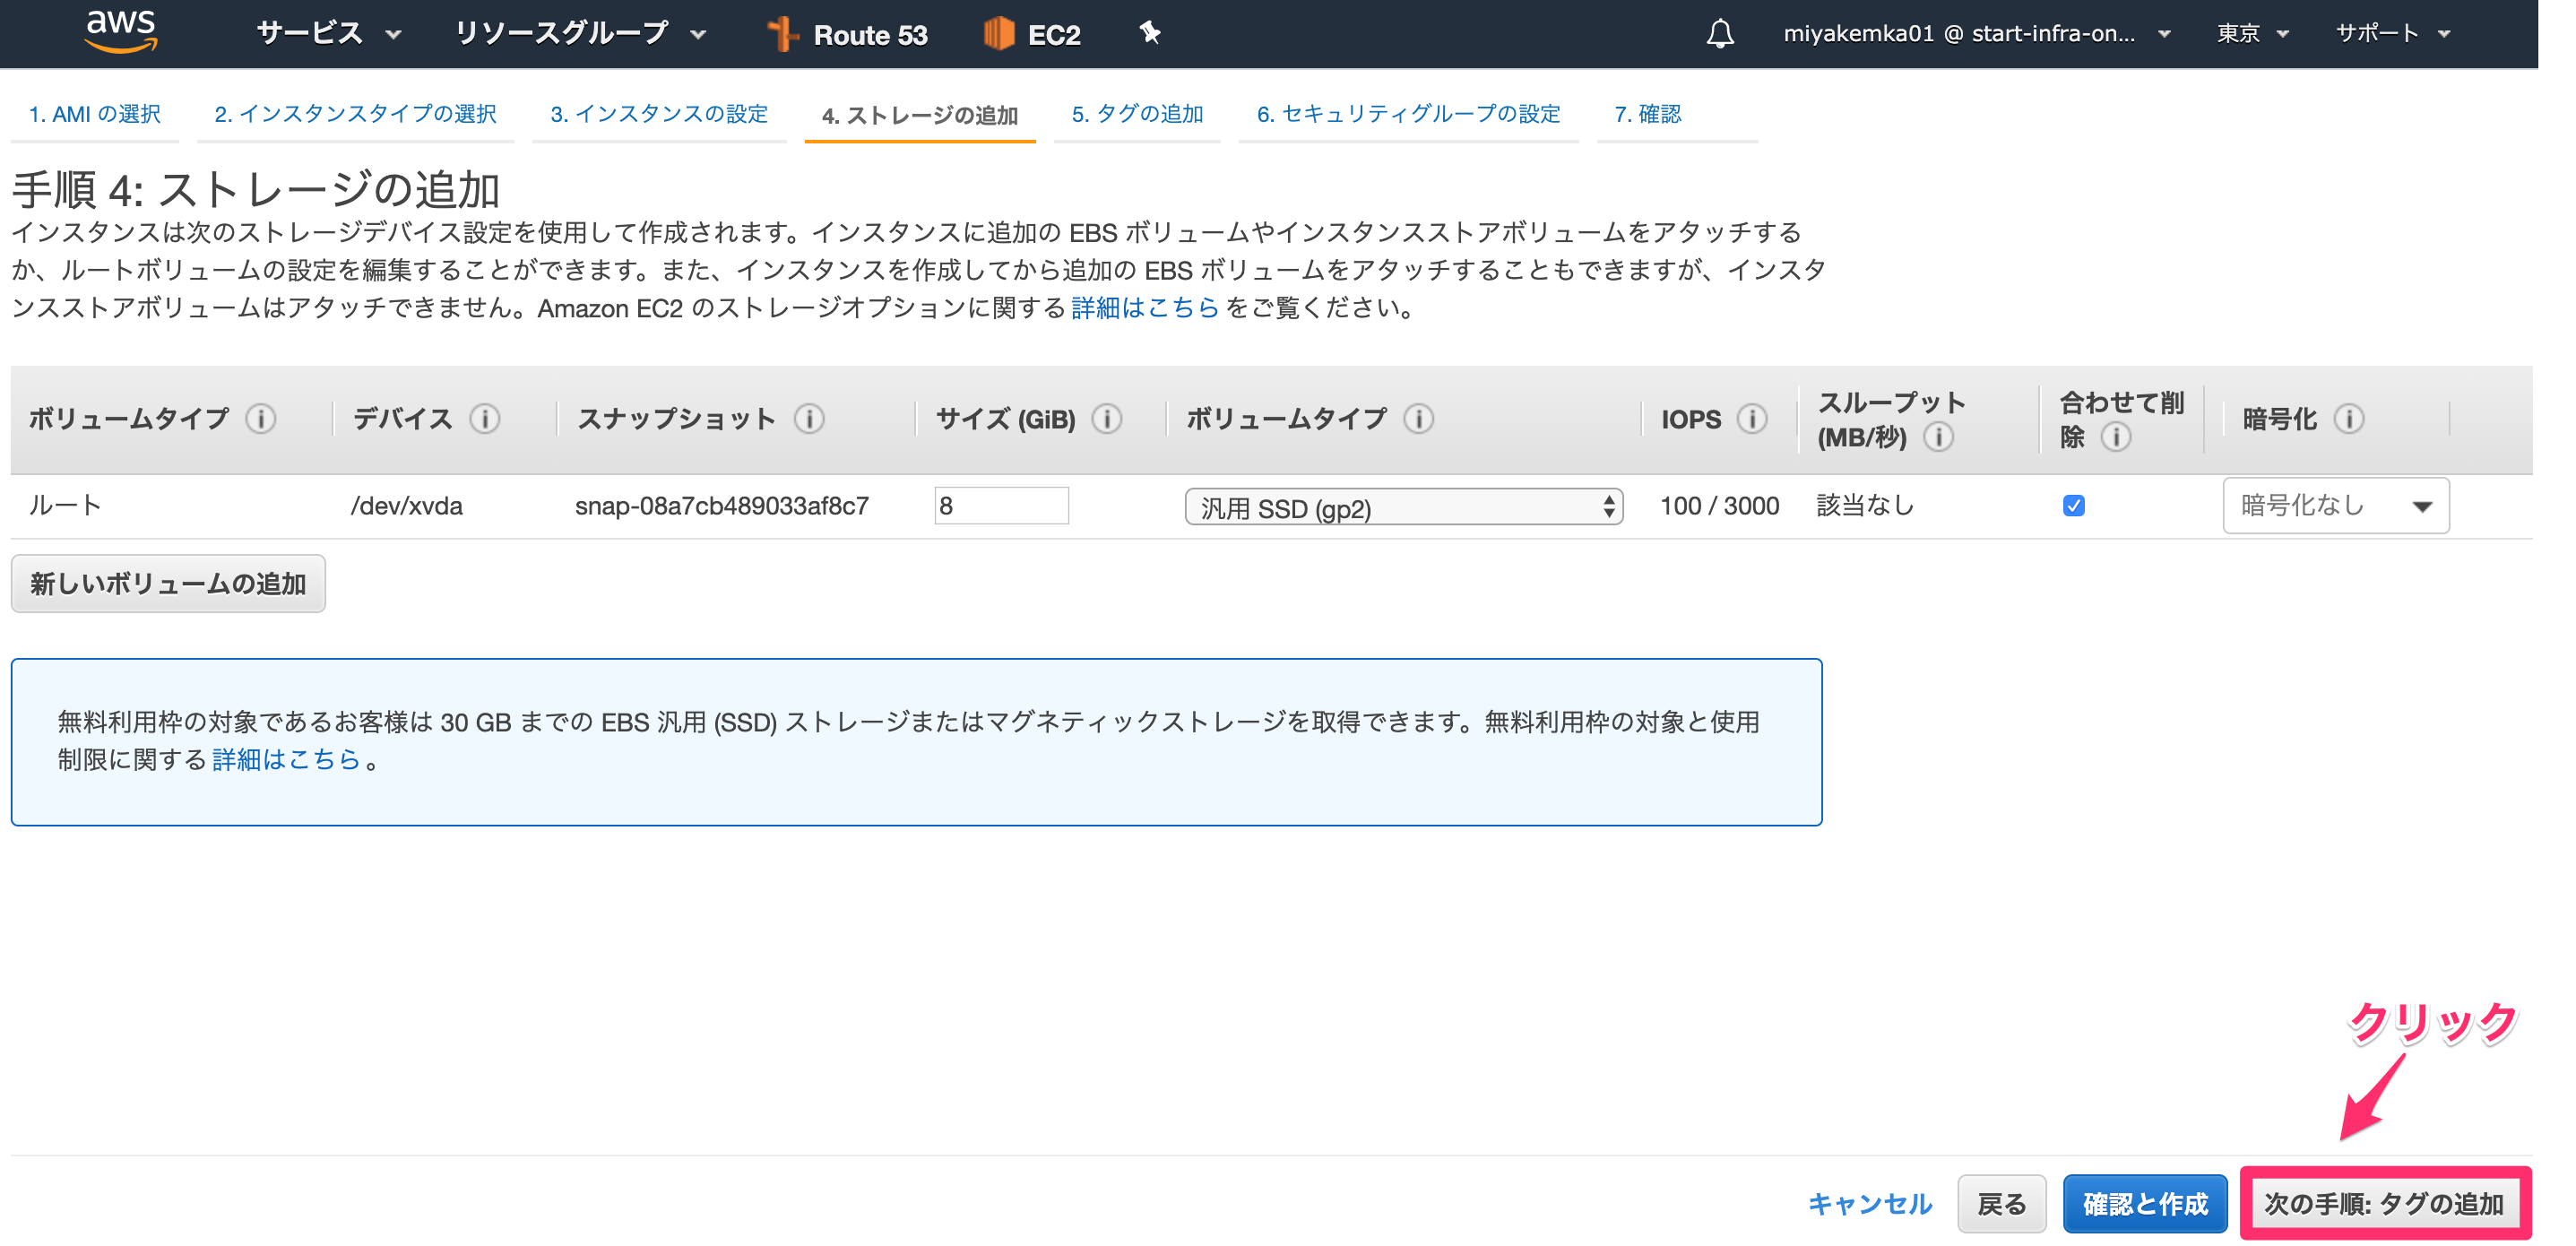 aws サービス リソースグループ Route 53 EC2 miyakemka01 @ start-infra-on... 東京 サポート
1. AMI の選択 2. インスタンスタイプの選択 3. インスタンスの設定 4. ストレージの追加 5. タグの追加 6. セキュリティグループの設定 7. 確認
手順 4: ストレージの追加
インスタンスは次のストレージデバイス設定を使用して作成されます。インスタンスに追加の EBS ボリュームやインスタンスストアボリュームをアタッチする
か、ルートボリュームの設定を編集することができます。また、インスタンスを作成してから追加の EBS ボリュームをアタッチすることもできますが、インスタ
ンスストアボリュームはアタッチできません。Amazon EC2 のストレージオプションに関する 詳細はこちら をご覧ください。
ボリュームタイプ デバイス スナップショット サイズ (GiB) ボリュームタイプ IOPS スループット (MB/秒) 合わせて削除 暗号化
ルート /dev/xvda snap-08a7cb489033af8c7 8 汎用 SSD (gp2) 100 / 3000 該当なし 暗号化なし
新しいボリュームの追加
無料利用枠の対象であるお客様は 30 GB までの EBS 汎用 (SSD) ストレージまたはマグネティックストレージを取得できます。無料利用枠の対象と使用
制限に関する 詳細はこちら 。
クリック
キャンセル 戻る 確認と作成 次の手順: タグの追加